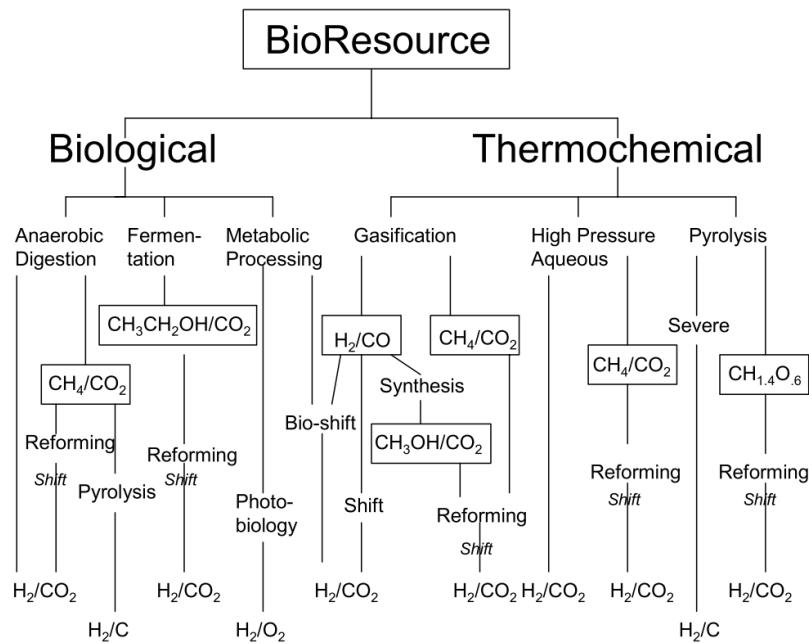 BioResource
Biological
Thermochemical
Anaerobic
Digestion
Fermen-
tation
Metabolic
Processing
Gasification
High Pressure
Aqueous
Pyrolysis
CH₃CH₂OH/CO₂
H₂/CO
CH₄/CO₂
Severe
CH₄/CO₂
CH₄/CO₂
CH₁.₄O.₆
Synthesis
Bio-shift
CH₃OH/CO₂
Reforming
Shift
Pyrolysis
Reforming
Shift
Photo-
biology
Shift
Reforming
Shift
Reforming
Shift
Reforming
Shift
H₂/CO₂
H₂/CO₂
H₂/CO₂
H₂/CO₂
H₂/CO₂
H₂/CO₂
H₂/CO₂
H₂/C
H₂/O₂
H₂/C